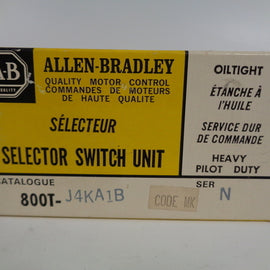 A-B
QUALITY
ALLEN-BRADLEY
QUALITY MOTOR CONTROL
COMMANDES DE MOTEURS
DE HAUTE QUALITE
SÉLECTEUR
SELECTOR SWITCH UNIT
OILTIGHT
ÉTANCHE À
L'HUILE
SERVICE DUR
DE COMMANDE
HEAVY
PILOT DUTY
CATALOGUE
800T-J4KA1B
CODE MK
SER
N